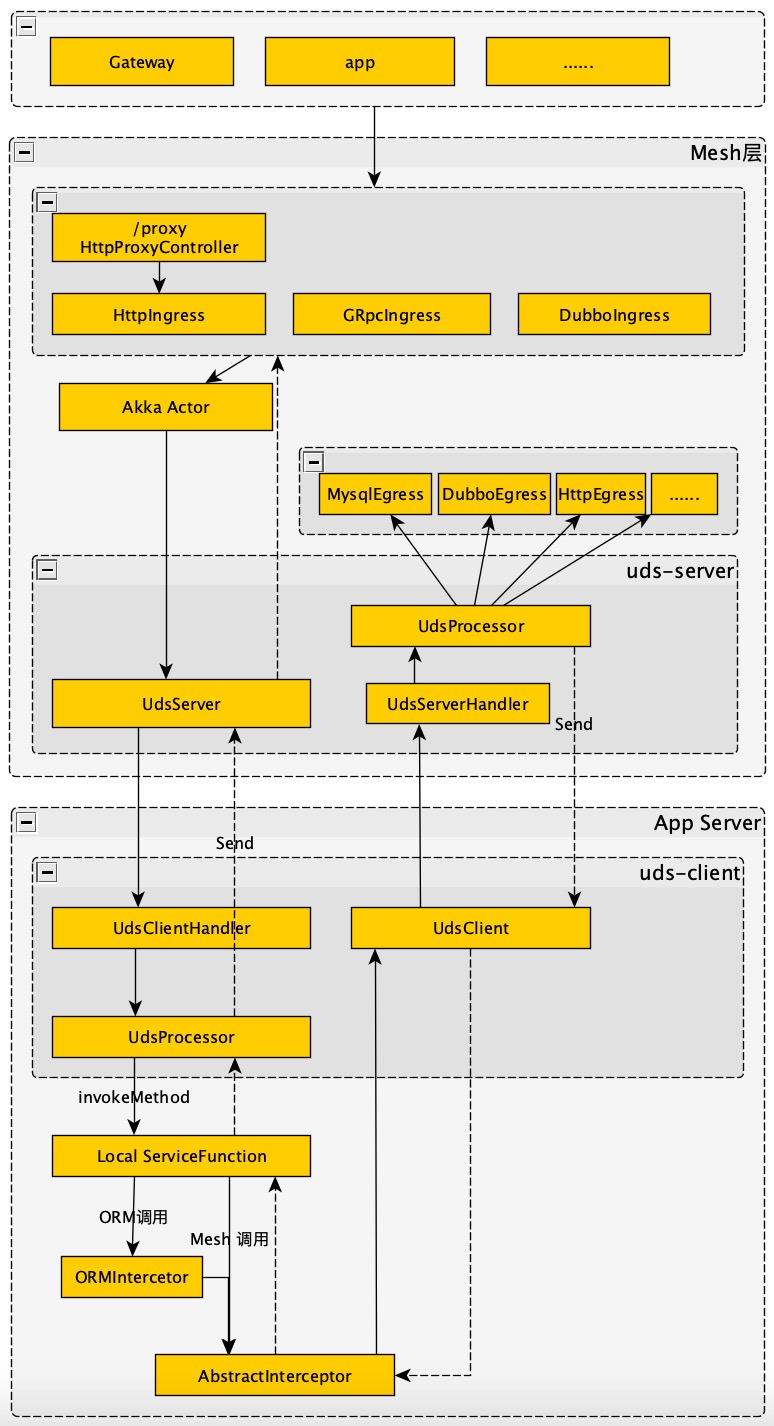 Gateway
app
......
Mesh层
/proxy
HttpProxyController
HttpIngress
GRpcIngress
DubboIngress
Akka Actor
MysqlEgress
DubboEgress
HttpEgress
......
uds-server
UdsProcessor
UdsServer
UdsServerHandler
Send
App Server
Send
uds-client
UdsClientHandler
UdsClient
UdsProcessor
invokeMethod
Local ServiceFunction
ORM调用
Mesh 调用
ORMIntercetor
AbstractInterceptor